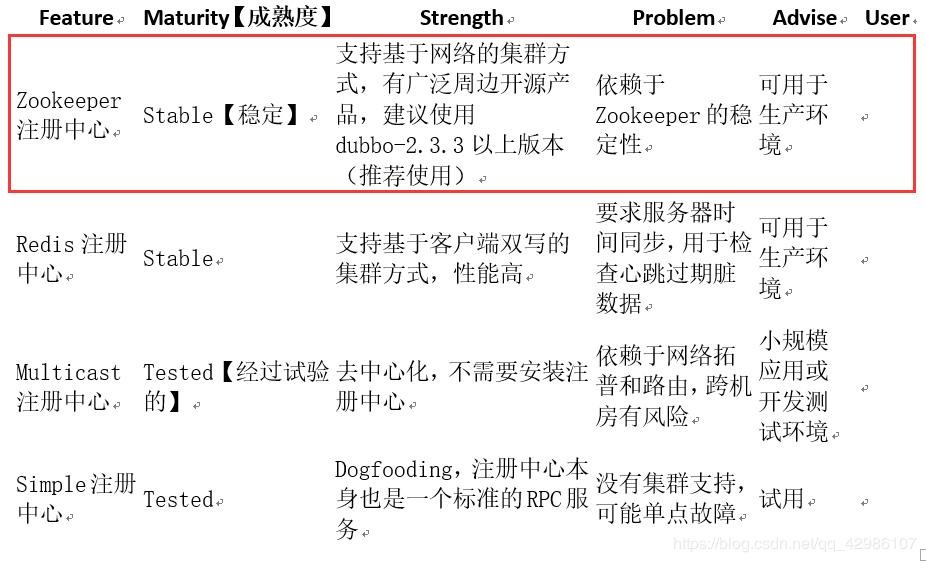 Feature Maturity【成熟度】 Strength Problem Advise User
Zookeeper
注册中心
Stable【稳定】
支持基于网络的集群方
式，有广泛周边开源产
品，建议使用
dubbo-2.3.3 以上版本
（推荐使用）
依赖于
Zookeeper 的稳
定性
可用于
生产环
境
Redis 注册
中心
Stable
支持基于客户端双写的
集群方式，性能高
要求服务器时
间同步，用于检
查心跳过期脏
数据
可用于
生产环
境
Multicast
注册中心
Tested【经过试验
的】
去中心化，不需要安装注
册中心
依赖于网络拓
普和路由，跨机
房有风险
小规模
应用或
开发测
试环境
Simple 注册
中心
Tested
Dogfooding，注册中心本
身也是一个标准的 RPC 服
务
没有集群支持，
可能单点故障
试用
https://blog.csdn.net/qq_42986107